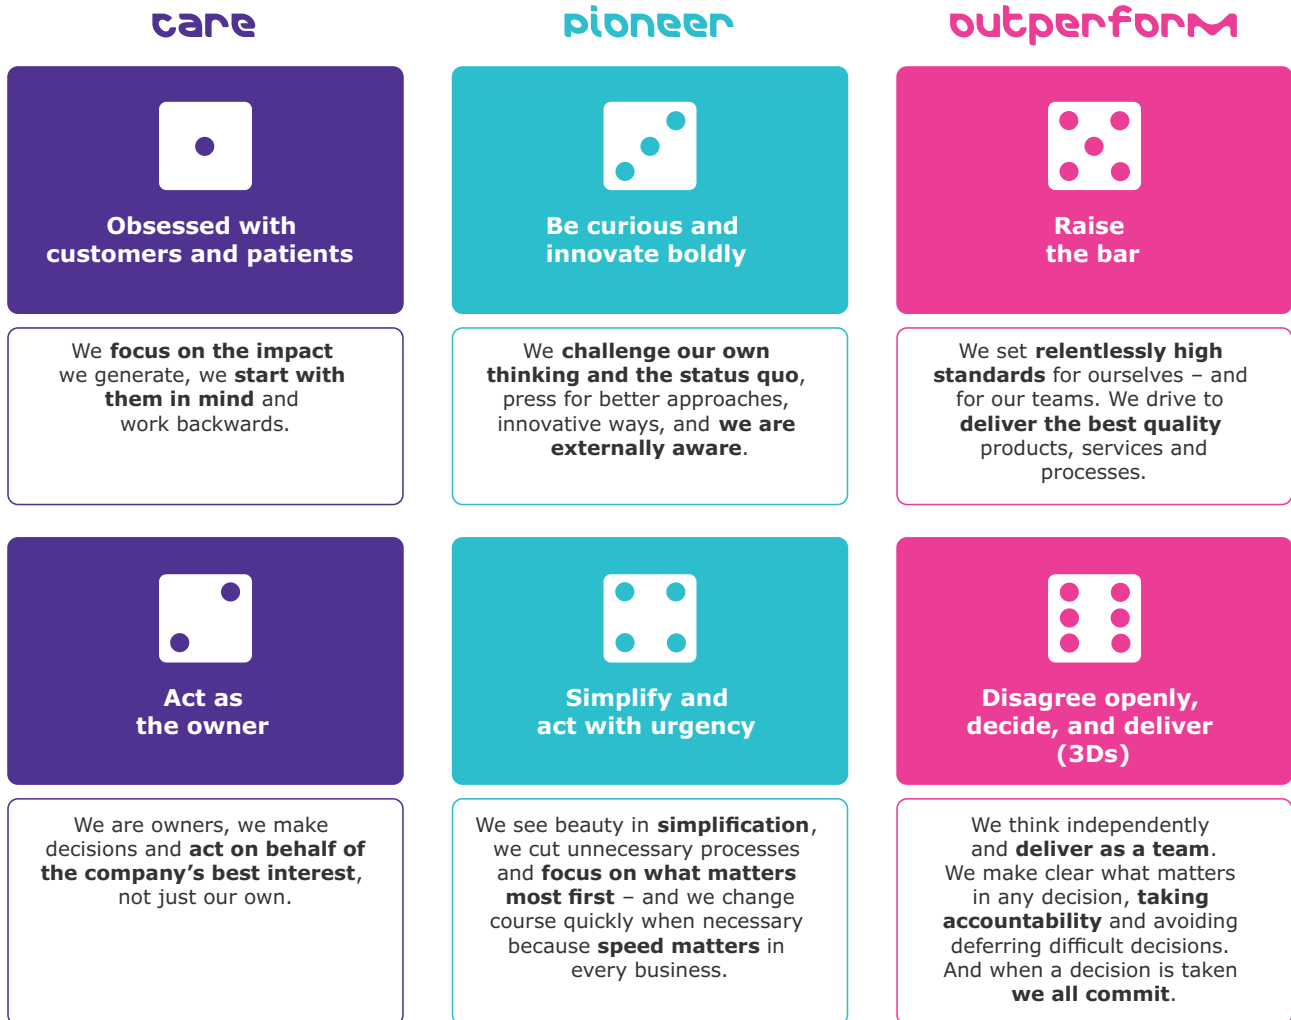 care
pioneer
outperform
Obsessed with
customers and patients
Be curious and
innovate boldly
Raise
the bar
We focus on the impact
we generate, we start with
them in mind and
work backwards.
We challenge our own
thinking and the status quo,
press for better approaches,
innovative ways, and we are
externally aware.
We set relentlessly high
standards for ourselves – and
for our teams. We drive to
deliver the best quality
products, services and
processes.
Act as
the owner
Simplify and
act with urgency
Disagree openly,
decide, and deliver
(3Ds)
We are owners, we make
decisions and act on behalf of
the company’s best interest,
not just our own.
We see beauty in simplification,
we cut unnecessary processes
and focus on what matters
most first – and we change
course quickly when necessary
because speed matters in
every business.
We think independently
and deliver as a team.
We make clear what matters
in any decision, taking
accountability and avoiding
deferring difficult decisions.
And when a decision is taken
we all commit.